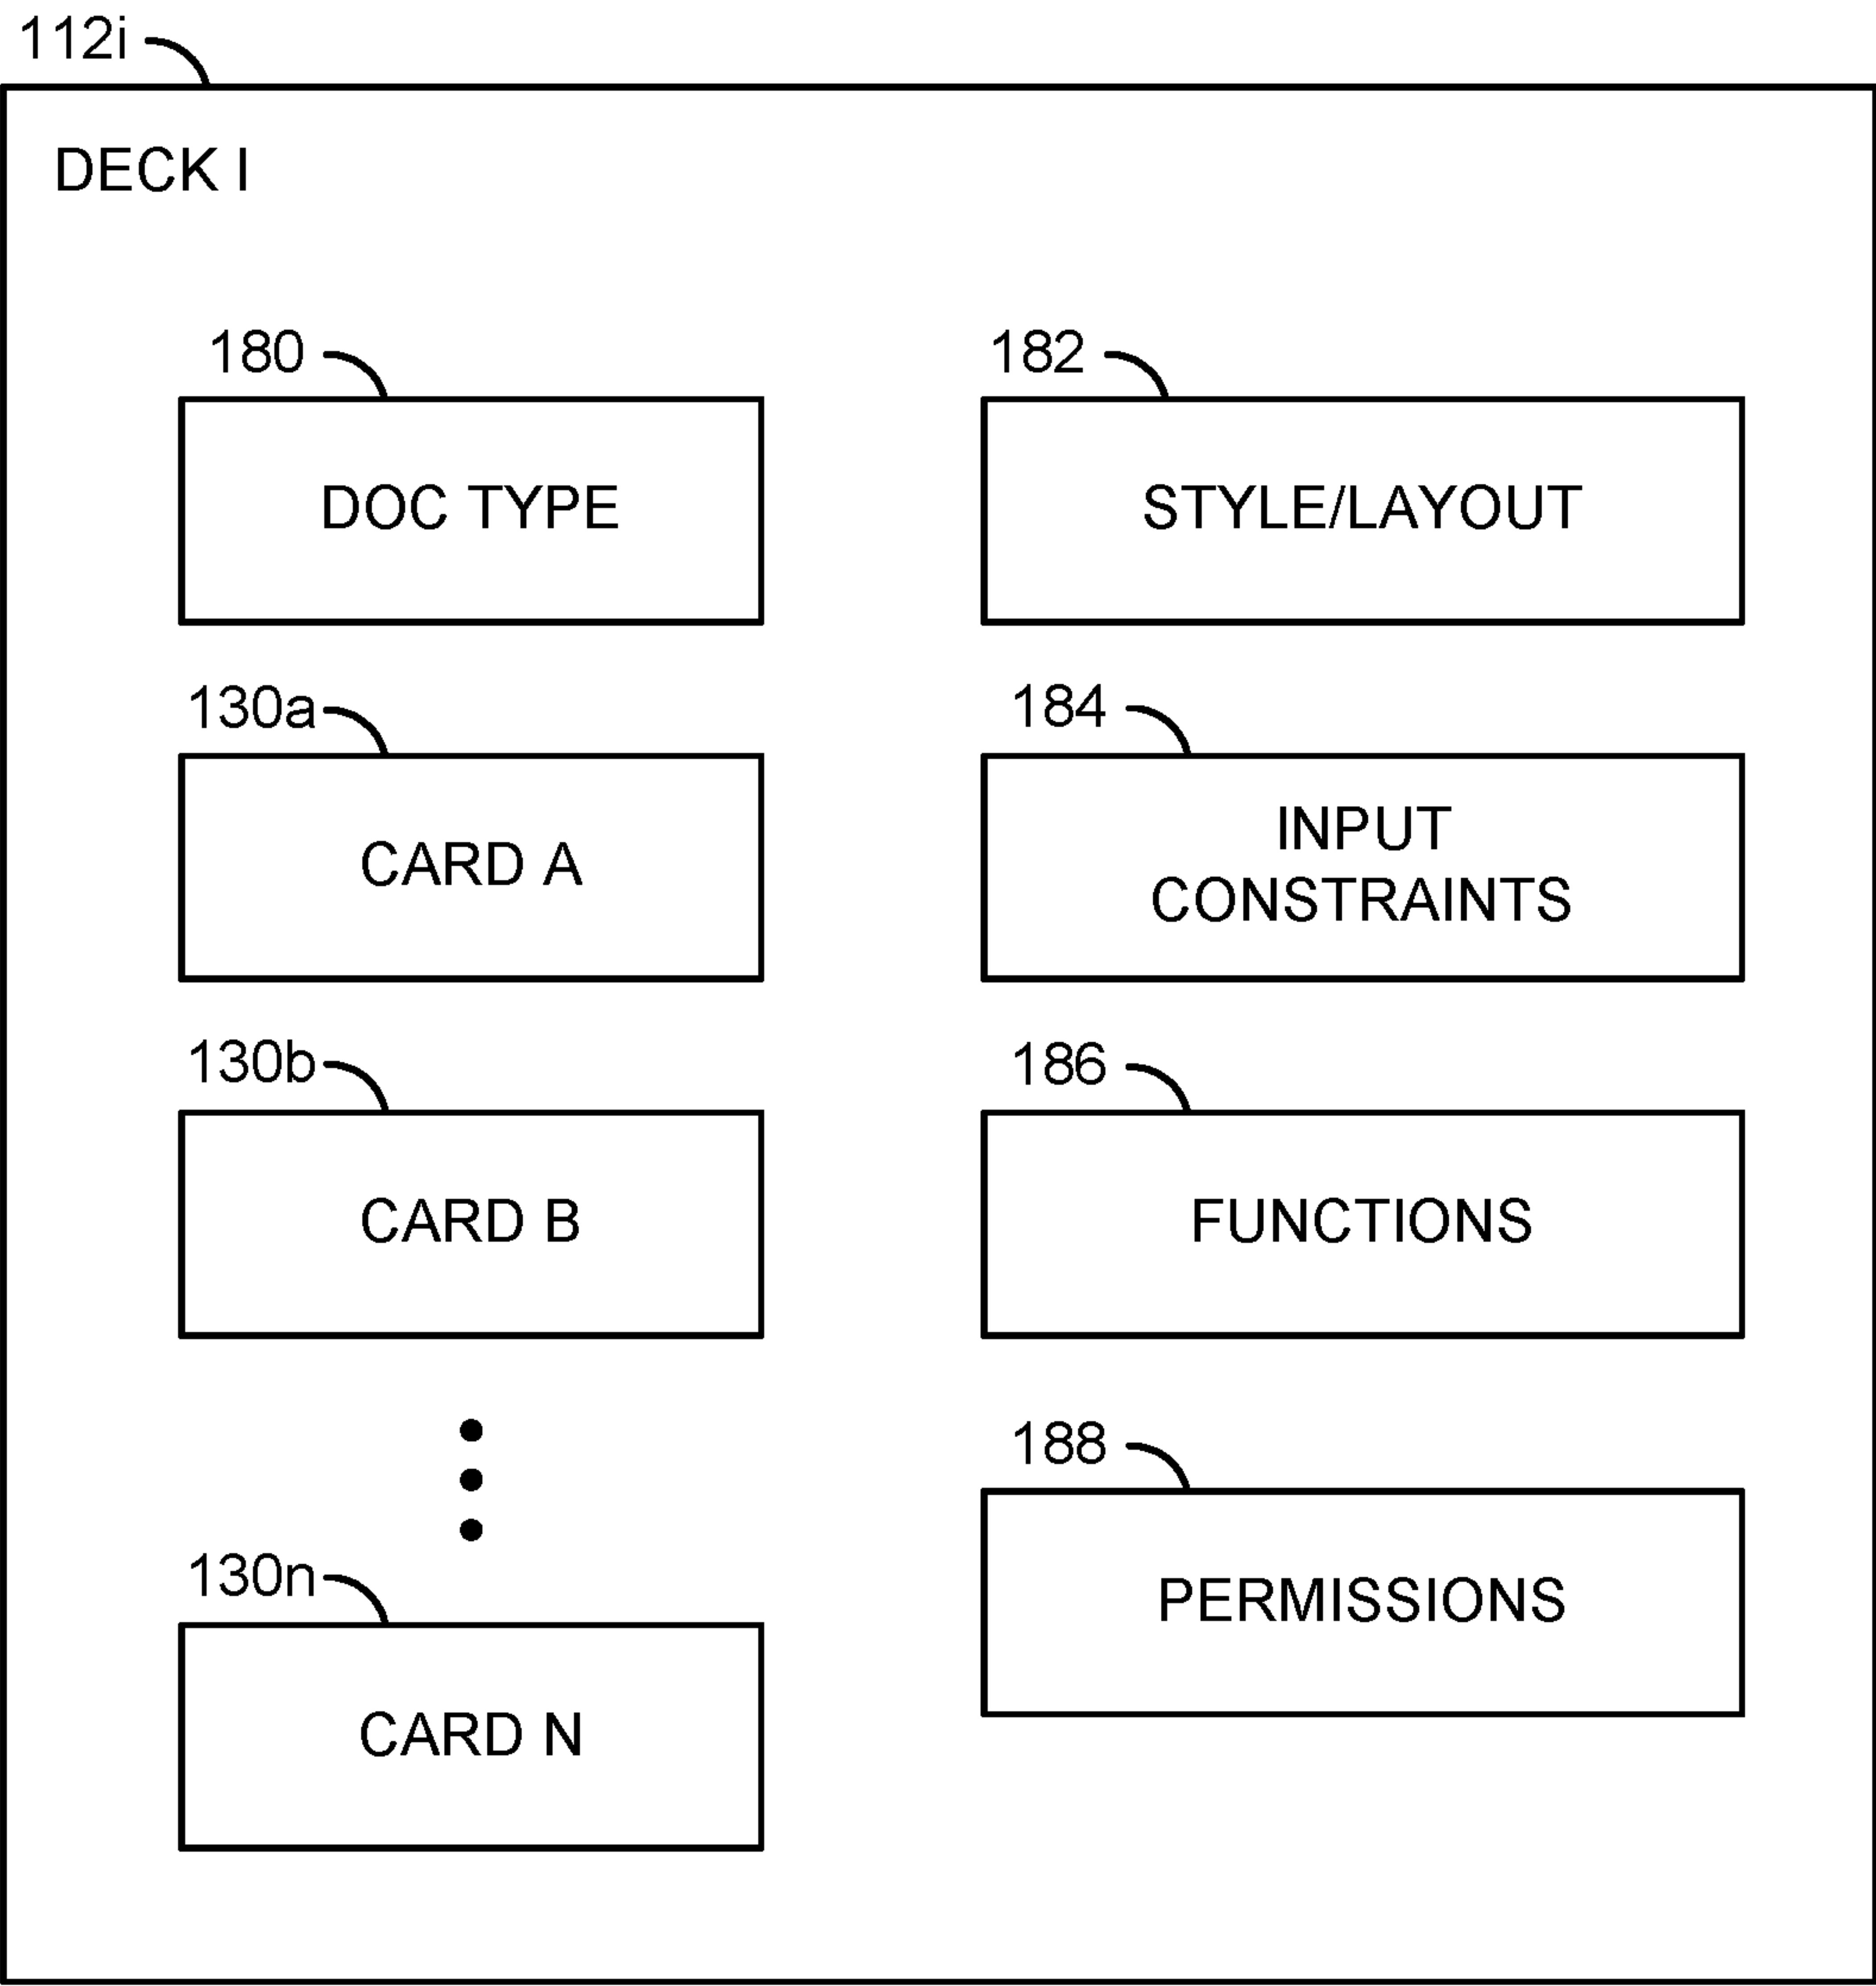 112i
DECK I
180
DOC TYPE
182
STYLE/LAYOUT
130a
CARD A
184
INPUT
CONSTRAINTS
130b
CARD B
186
FUNCTIONS
188
PERMISSIONS
130n
CARD N